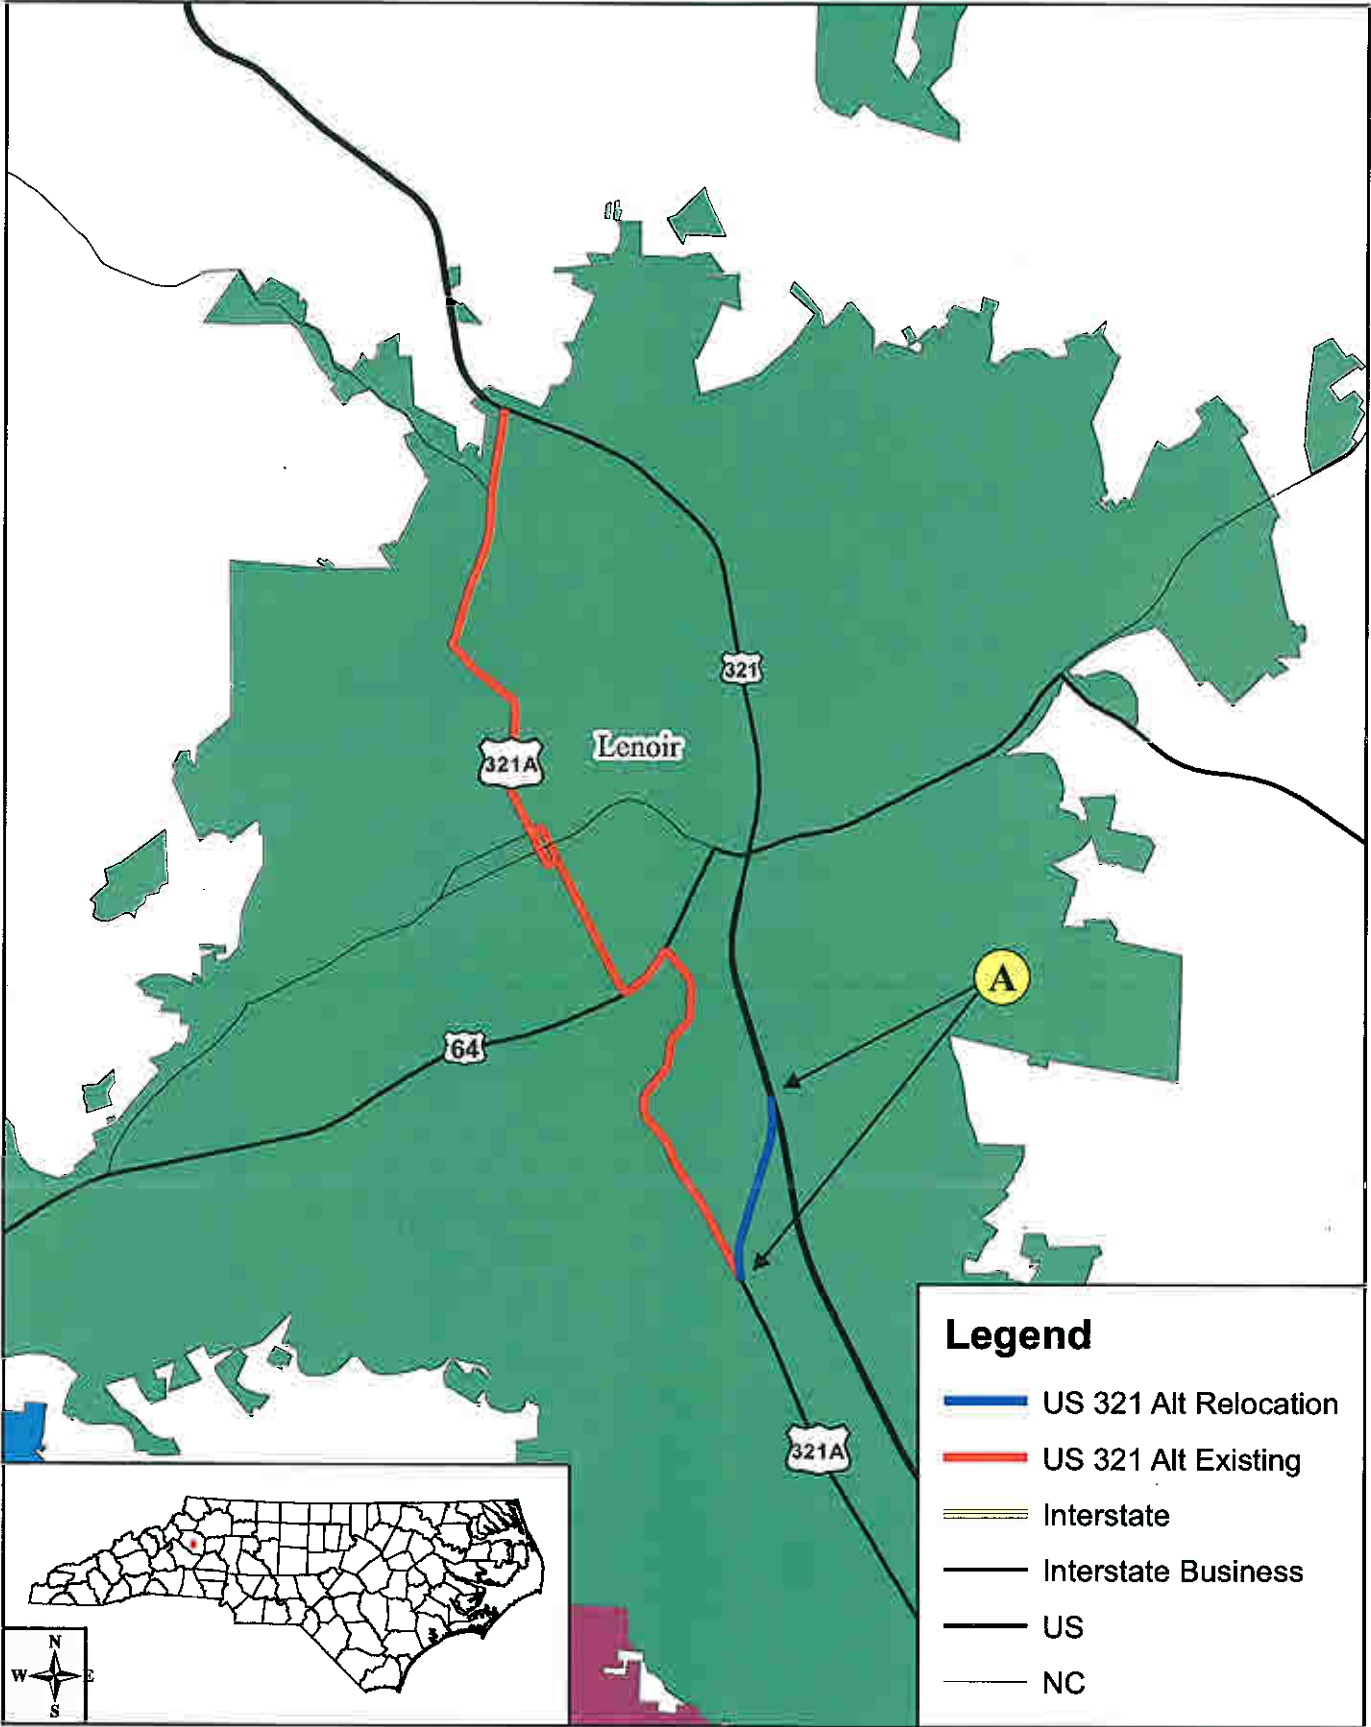 321
Lenoir
321A
A
64
Legend
US 321 Alt Relocation
US 321 Alt Existing
321A
Interstate
Interstate Business
US
NC
N
W E
S